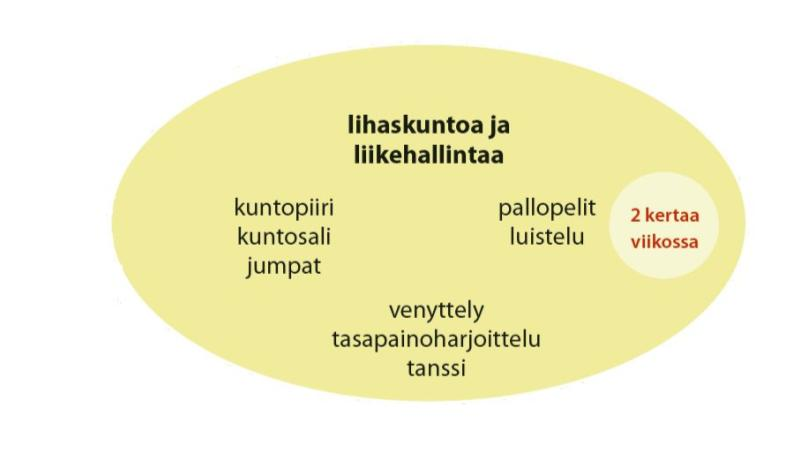 lihaskuntoa ja
liikehallintaa
kuntopiiri
kuntosali
jumpat
pallopelit
luistelu
2 kertaa
viikossa
venyttely
tasapainoharjoittelu
tanssi